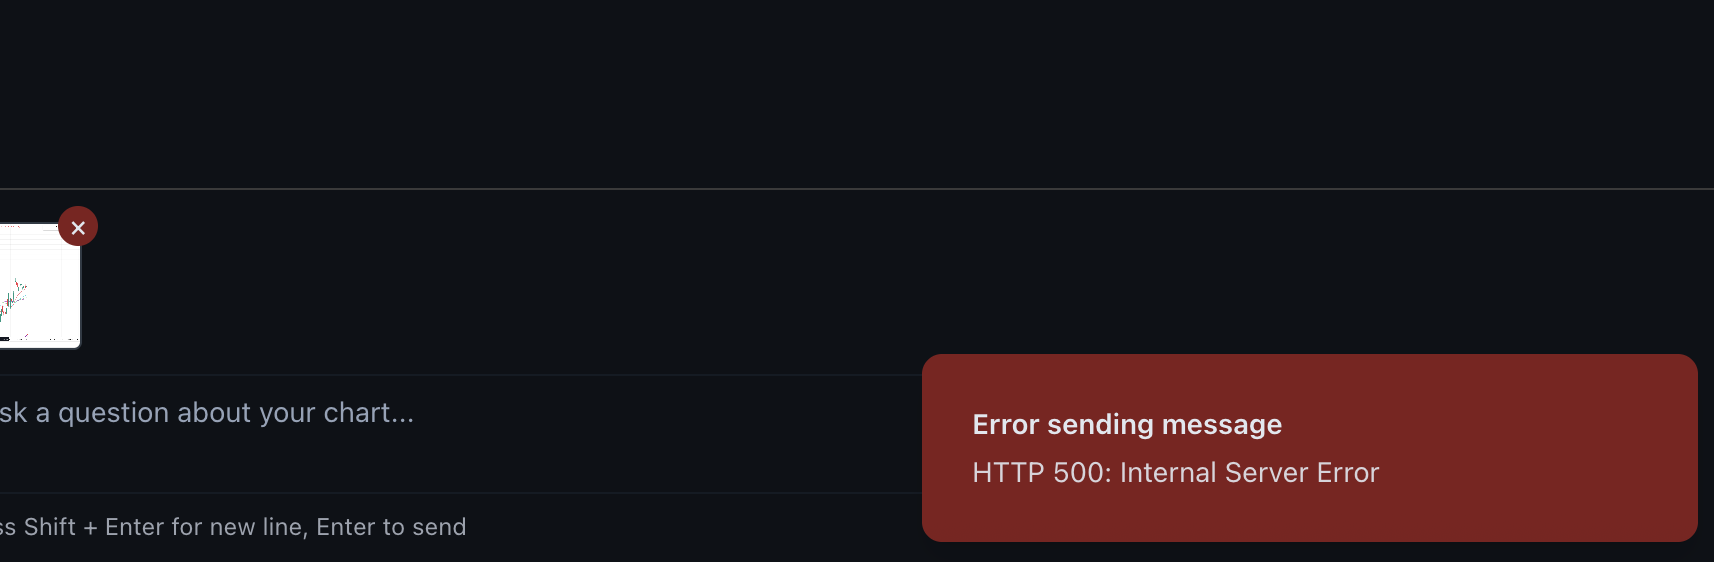 ×
sk a question about your chart...
Error sending message
HTTP 500: Internal Server Error
ss Shift + Enter for new line, Enter to send